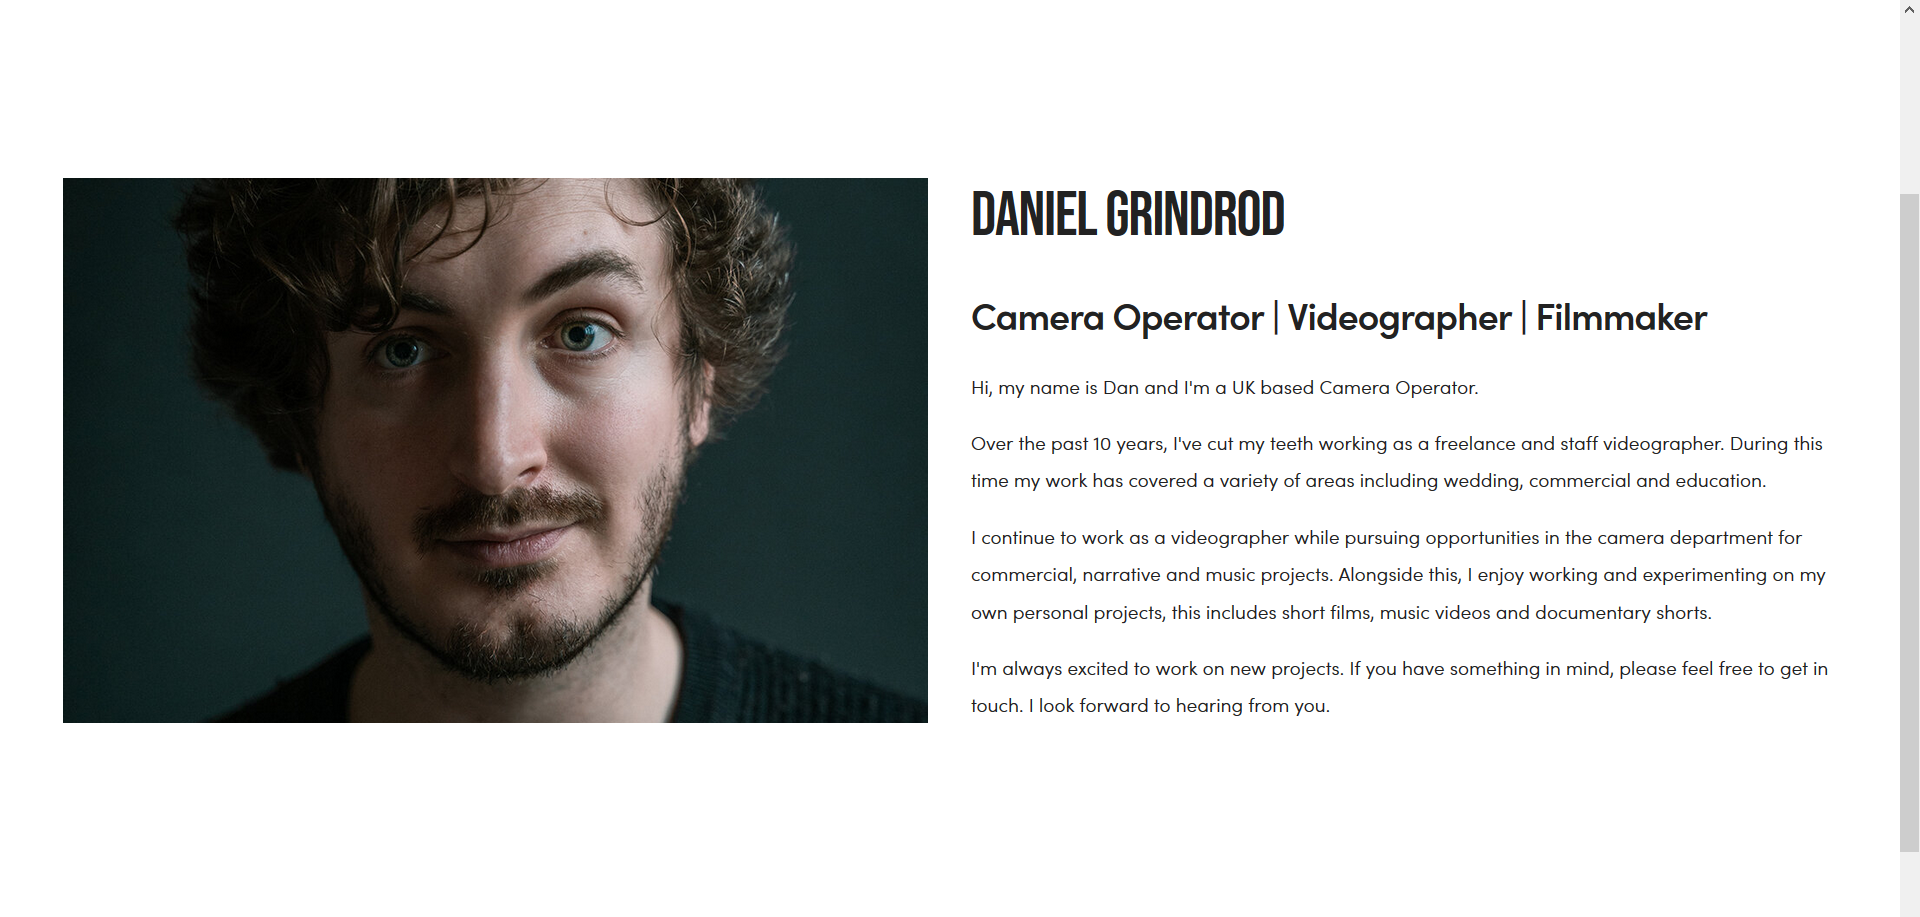 DANIEL GRINDROD
Camera Operator | Videographer | Filmmaker
Hi, my name is Dan and I'm a UK based Camera Operator.
Over the past 10 years, I've cut my teeth working as a freelance and staff videographer. During this
time my work has covered a variety of areas including wedding, commercial and education.
I continue to work as a videographer while pursuing opportunities in the camera department for
commercial, narrative and music projects. Alongside this, I enjoy working and experimenting on my
own personal projects, this includes short films, music videos and documentary shorts.
I'm always excited to work on new projects. If you have something in mind, please feel free to get in
touch. I look forward to hearing from you.